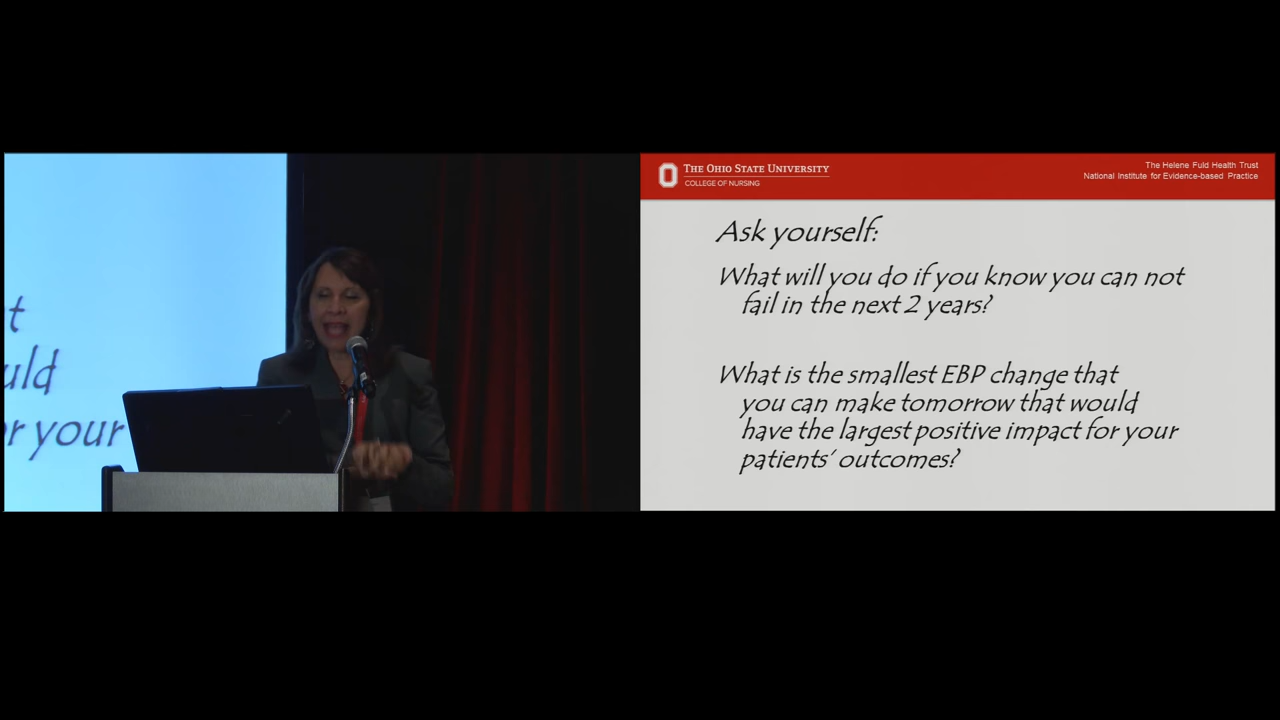 t
uld
or your
THE OHIO STATE UNIVERSITY
COLLEGE OF NURSING
The Helene Fuld Health Trust
National Institute for Evidence-based Practice
Ask yourself:
What will you do if you know you can not
fail in the next 2 years?
What is the smallest EBP change that
you can make tomorrow that would
have the largest positive impact for your
patients' outcomes?